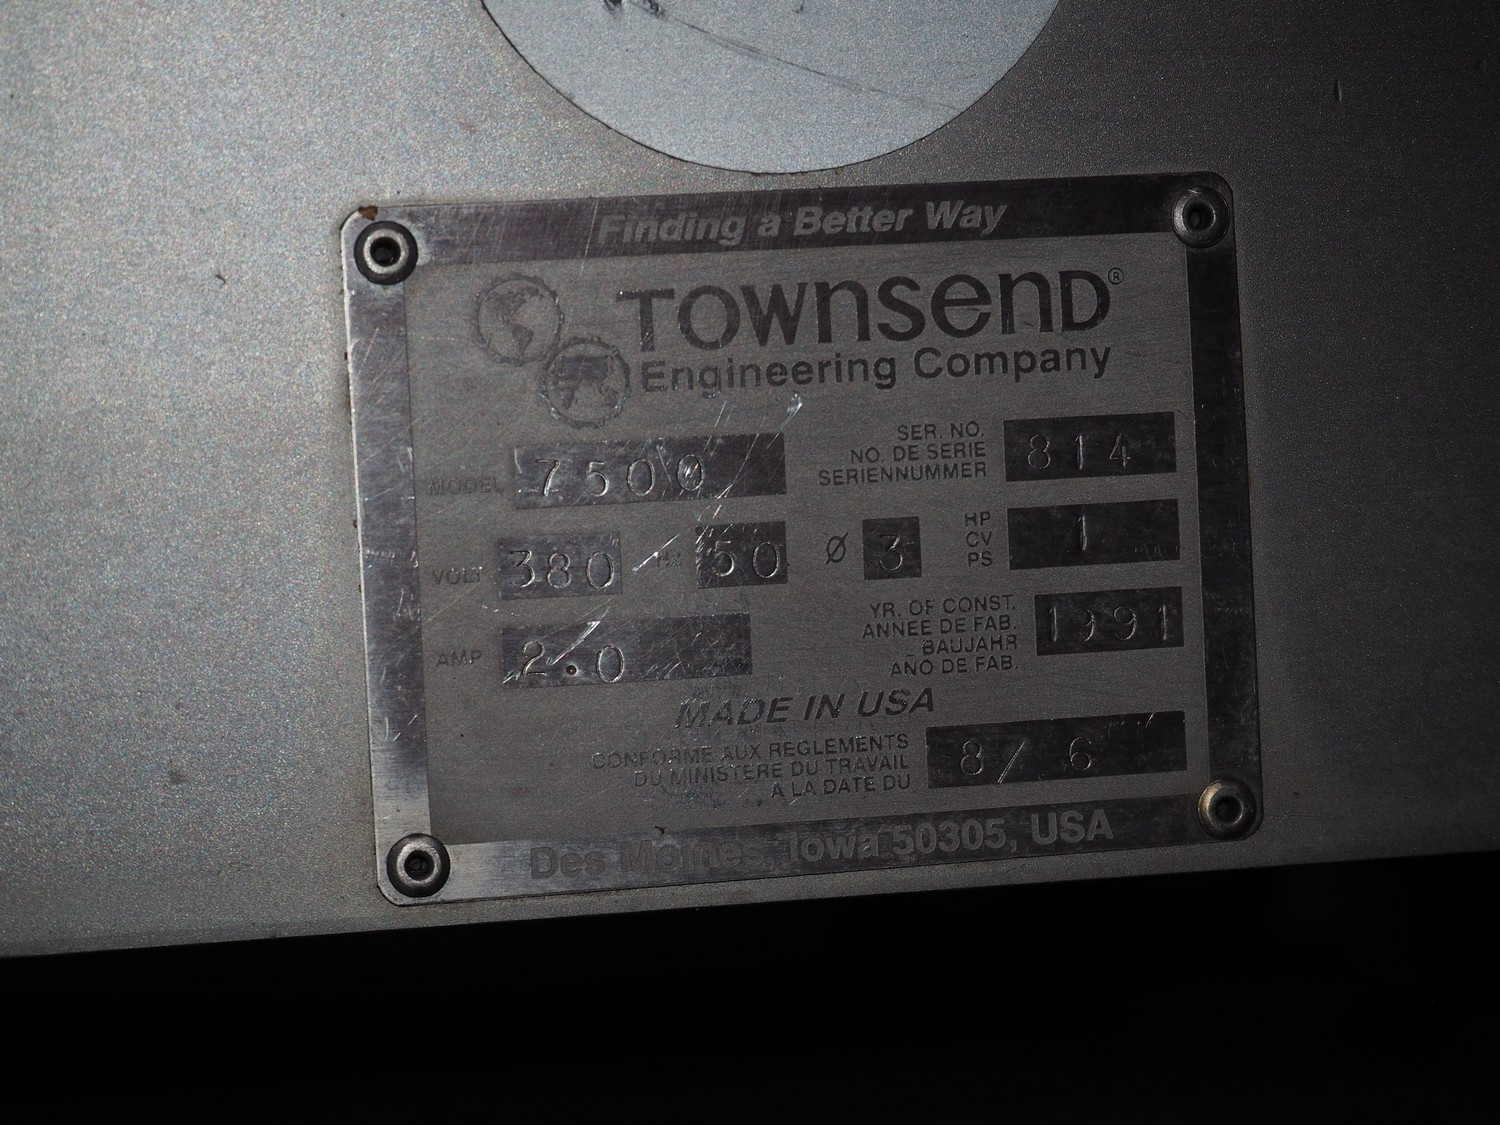 Finding a Better Way
TOWNSEND®
Engineering Company
MODEL 7500
SER. NO.
NO. DE SERIE
SERIENNUMMER
814
VOLT 380 Hz 50 Ø 3
HP
CV
PS
1
AMP 2.0
YR. OF CONST.
ANNEE DE FAB.
BAUJAHR
AÑO DE FAB.
1991
MADE IN USA
CONFORME AUX REGLEMENTS
DU MINISTERE DU TRAVAIL
A LA DATE DU
8/ 6
Des Moines, Iowa 50305, USA